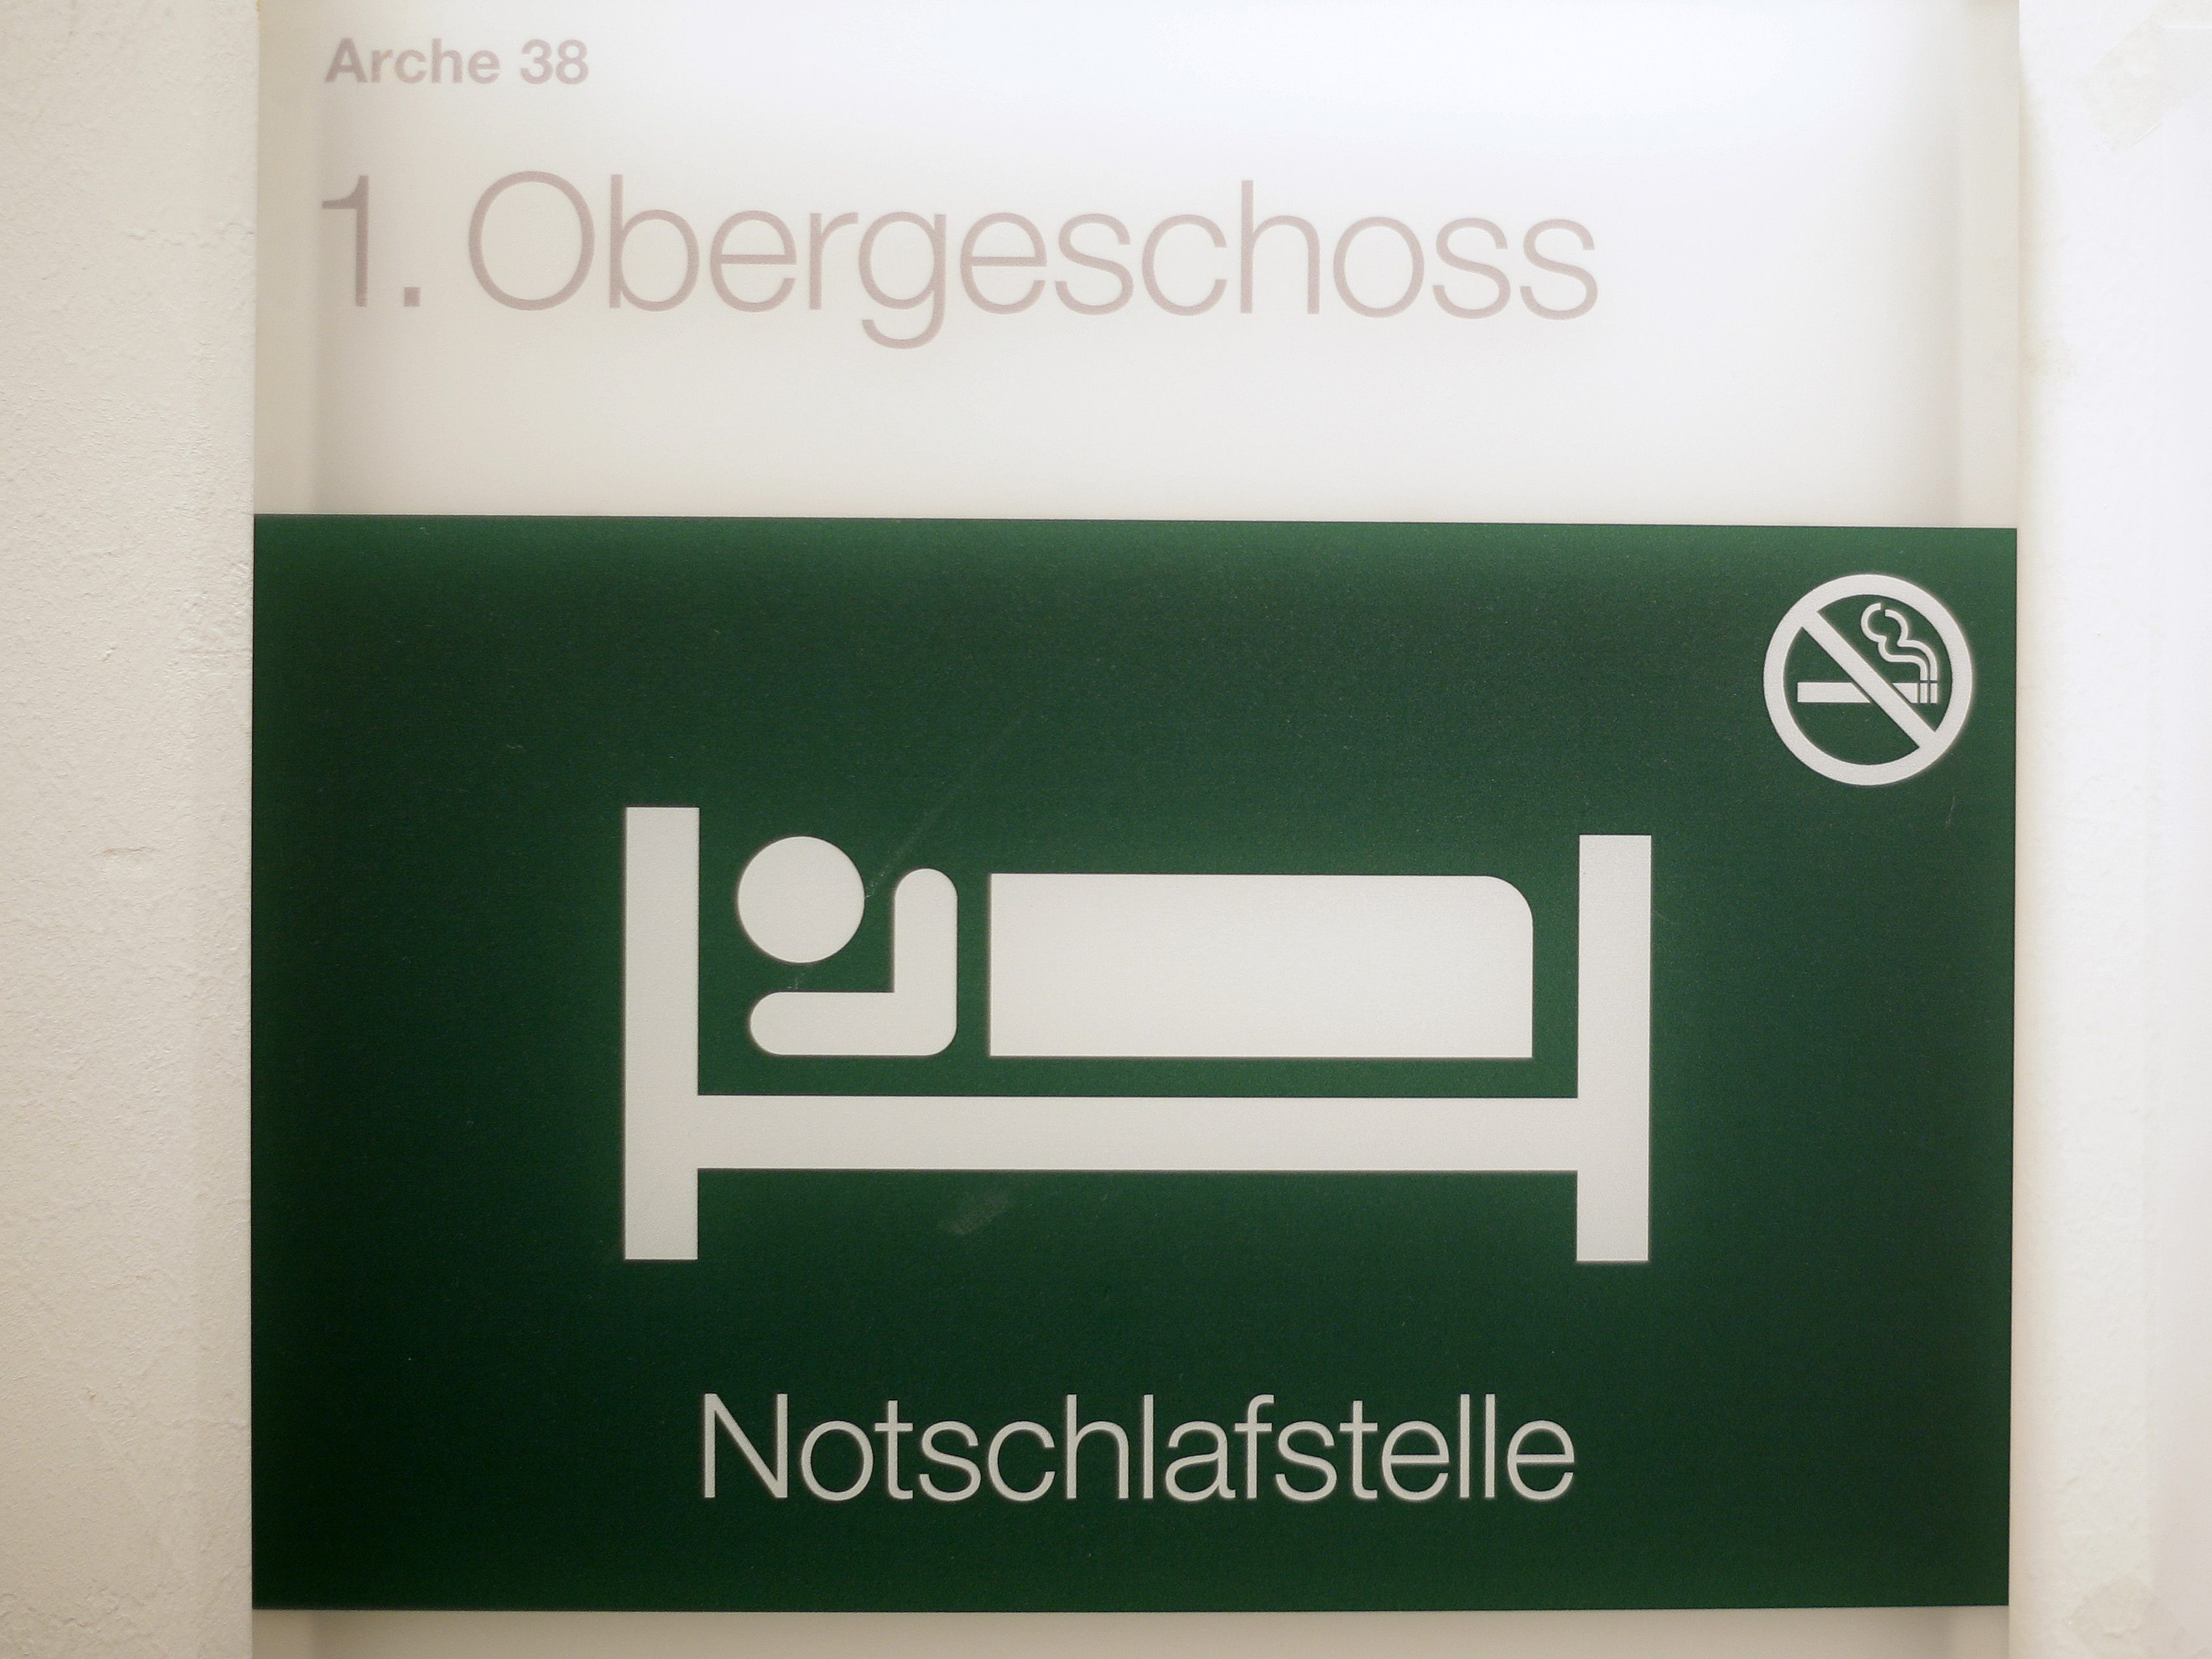 Arche 38
1. Obergeschoss
Notschlafstelle